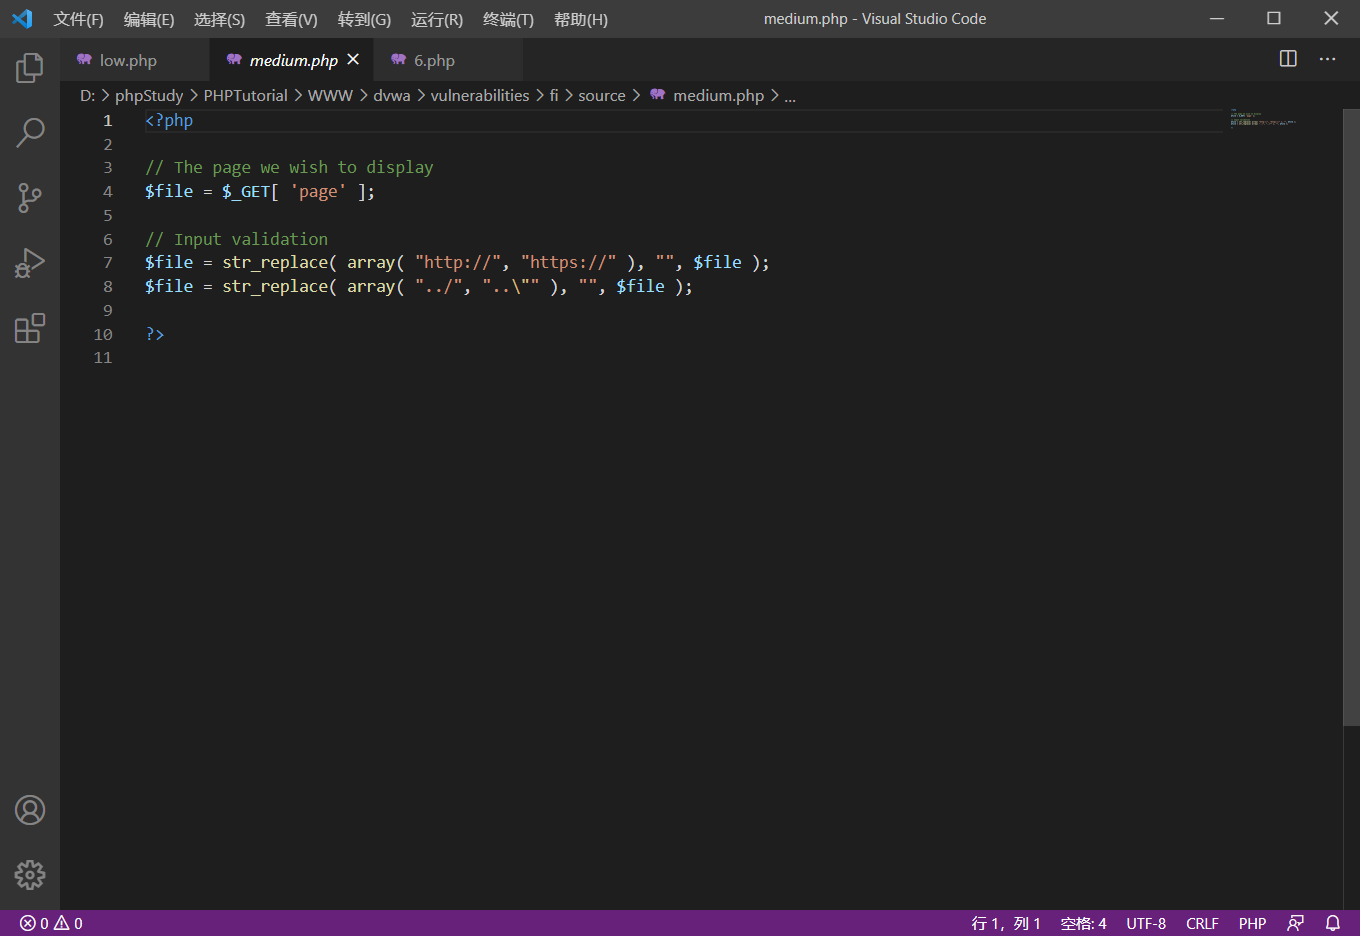 文件(F) 编辑(E) 选择(S) 查看(V) 转到(G) 运行(R) 终端(T) 帮助(H) medium.php - Visual Studio Code
low.php medium.php 6.php
D: > phpStudy > PHPTutorial > WWW > dvwa > vulnerabilities > fi > source > medium.php > ...
1 <?php
2
3 // The page we wish to display
4 $file = $_GET[ 'page' ];
5
6 // Input validation
7 $file = str_replace( array( "http://", "https://" ), "", $file );
8 $file = str_replace( array( "../", "..\"" ), "", $file );
9
10 ?>
11
0 0 行 1，列 1 空格: 4 UTF-8 CRLF PHP